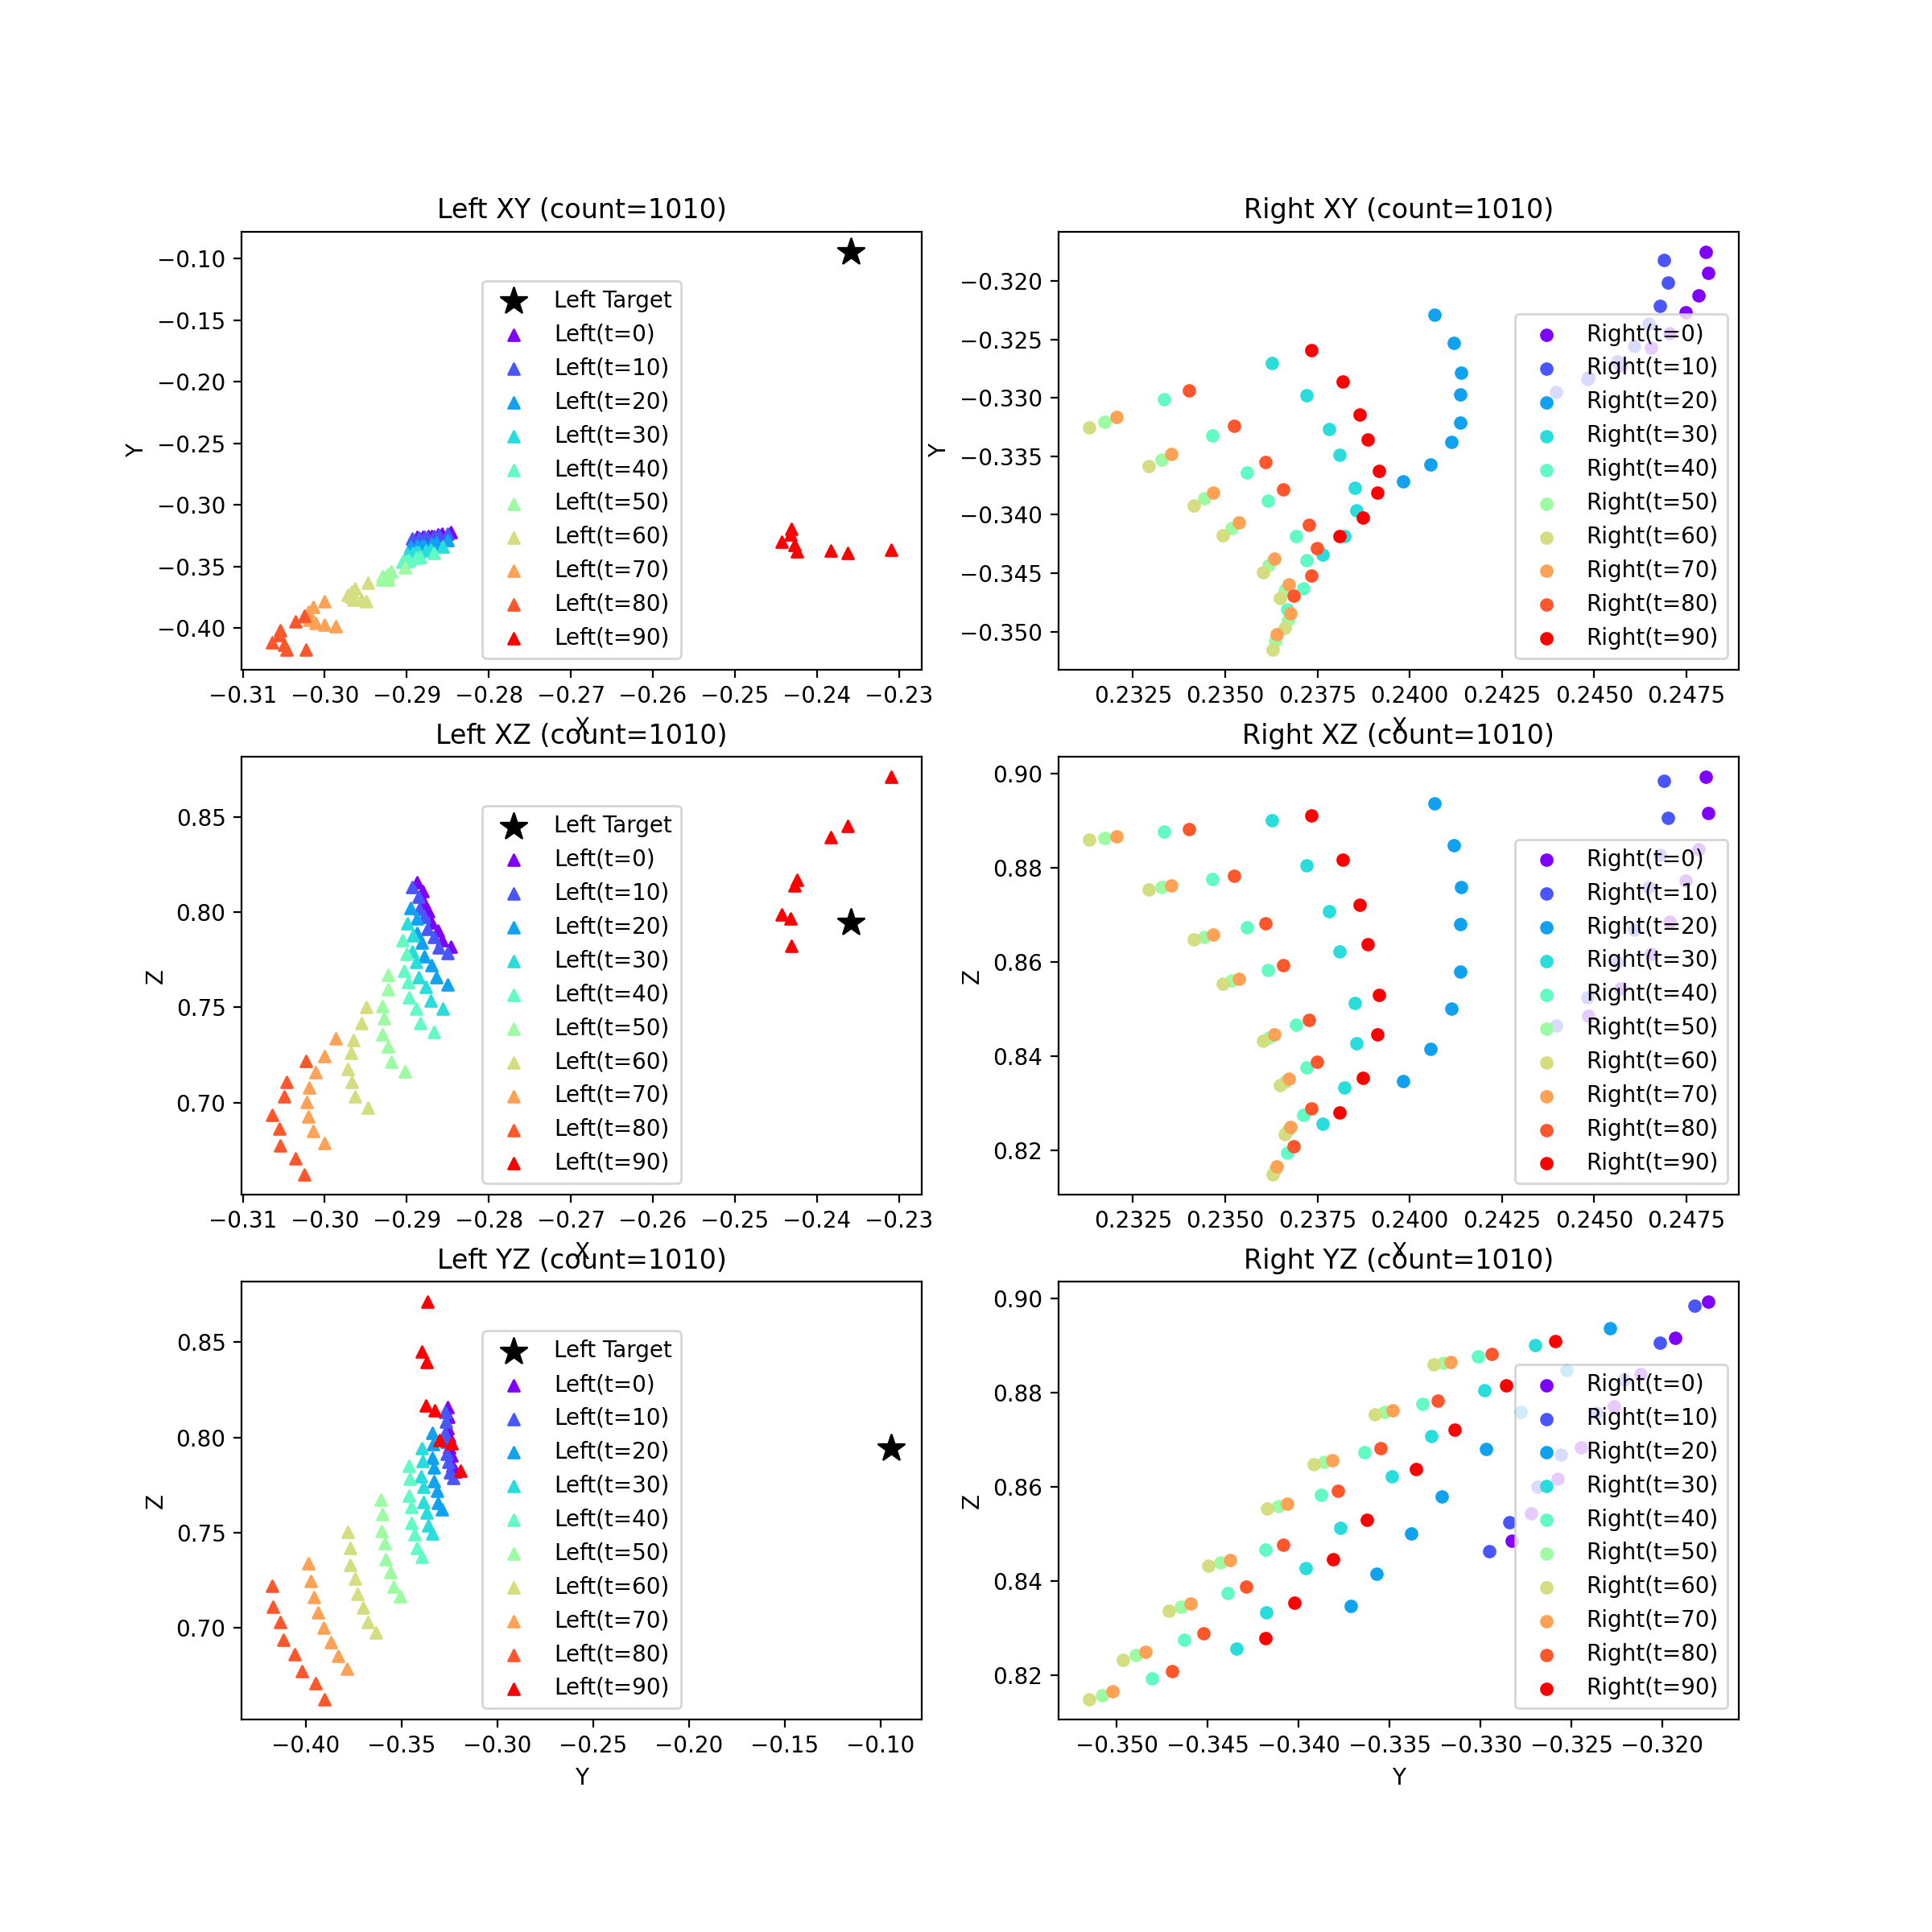 Left XY (count=1010)
Y
−0.10
−0.15
−0.20
−0.25
−0.30
−0.35
−0.40
Left Target
Left(t=0)
Left(t=10)
Left(t=20)
Left(t=30)
Left(t=40)
Left(t=50)
Left(t=60)
Left(t=70)
Left(t=80)
Left(t=90)
−0.31 −0.30 −0.29 −0.28 −0.27 −0.26 −0.25 −0.24 −0.23
X
Right XY (count=1010)
Y
−0.320
−0.325
−0.330
−0.335
−0.340
−0.345
−0.350
Right(t=0)
Right(t=10)
Right(t=20)
Right(t=30)
Right(t=40)
Right(t=50)
Right(t=60)
Right(t=70)
Right(t=80)
Right(t=90)
0.2325 0.2350 0.2375 0.2400 0.2425 0.2450 0.2475
X
Left XZ (count=1010)
Z
0.85
0.80
0.75
0.70
Left Target
Left(t=0)
Left(t=10)
Left(t=20)
Left(t=30)
Left(t=40)
Left(t=50)
Left(t=60)
Left(t=70)
Left(t=80)
Left(t=90)
−0.31 −0.30 −0.29 −0.28 −0.27 −0.26 −0.25 −0.24 −0.23
X
Right XZ (count=1010)
Z
0.90
0.88
0.86
0.84
0.82
Right(t=0)
Right(t=10)
Right(t=20)
Right(t=30)
Right(t=40)
Right(t=50)
Right(t=60)
Right(t=70)
Right(t=80)
Right(t=90)
0.2325 0.2350 0.2375 0.2400 0.2425 0.2450 0.2475
X
Left YZ (count=1010)
Z
0.85
0.80
0.75
0.70
Left Target
Left(t=0)
Left(t=10)
Left(t=20)
Left(t=30)
Left(t=40)
Left(t=50)
Left(t=60)
Left(t=70)
Left(t=80)
Left(t=90)
−0.40 −0.35 −0.30 −0.25 −0.20 −0.15 −0.10
Y
Right YZ (count=1010)
Z
0.90
0.88
0.86
0.84
0.82
Right(t=0)
Right(t=10)
Right(t=20)
Right(t=30)
Right(t=40)
Right(t=50)
Right(t=60)
Right(t=70)
Right(t=80)
Right(t=90)
−0.350 −0.345 −0.340 −0.335 −0.330 −0.325 −0.320
Y